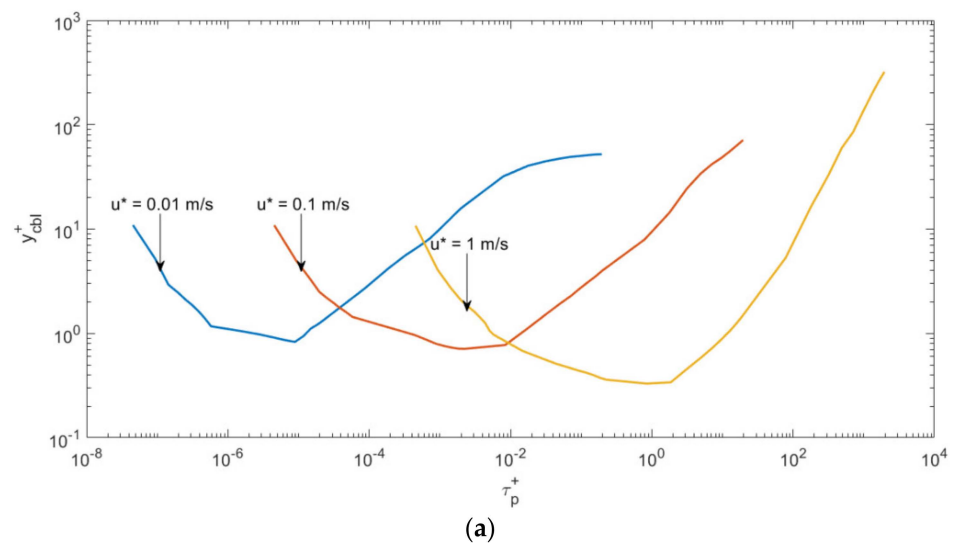 10^3
10^2
10^1
10^0
10^-1
y^+_cbl
u* = 0.01 m/s
u* = 0.1 m/s
u* = 1 m/s
10^-8
10^-6
10^-4
10^-2
10^0
10^2
10^4
τ^+_p
(a)